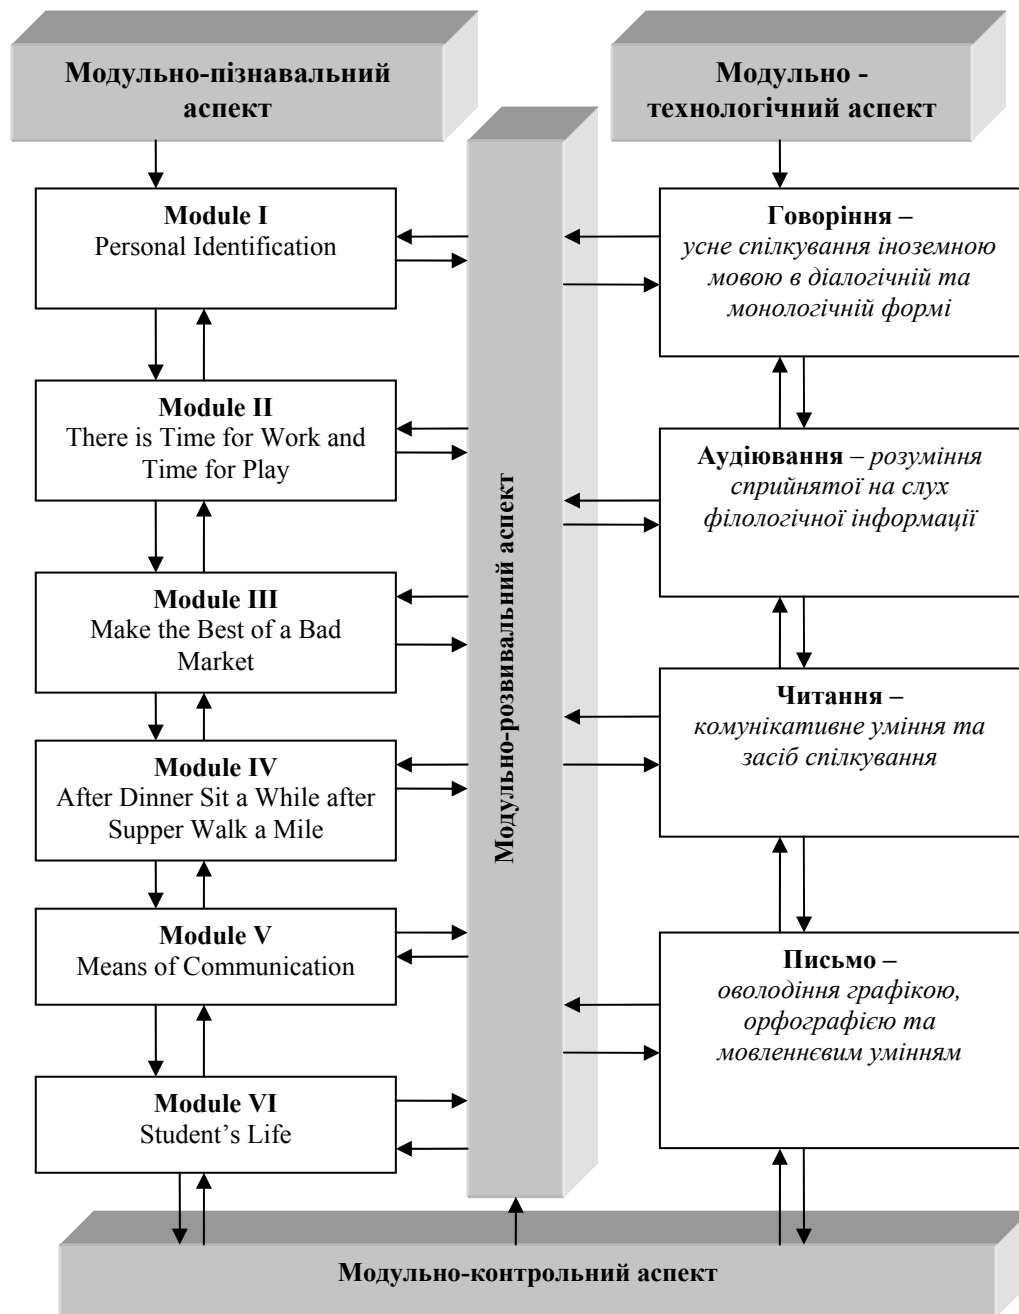 Модульно-пізнавальний
аспект
Модульно -
технологічний аспект
Module I
Personal Identification
Module II
There is Time for Work and
Time for Play
Module III
Make the Best of a Bad
Market
Module IV
After Dinner Sit a While after
Supper Walk a Mile
Module V
Means of Communication
Module VI
Student’s Life
Модульно-розвивальний аспект
Говоріння –
усне спілкування іноземною
мовою в діалогічній та
монологічній формі
Аудіювання – розуміння
сприйнятої на слух
філологічної інформації
Читання –
комунікативне уміння та
засіб спілкування
Письмо –
оволодіння графікою,
орфографією та
мовленнєвим умінням
Модульно-контрольний аспект